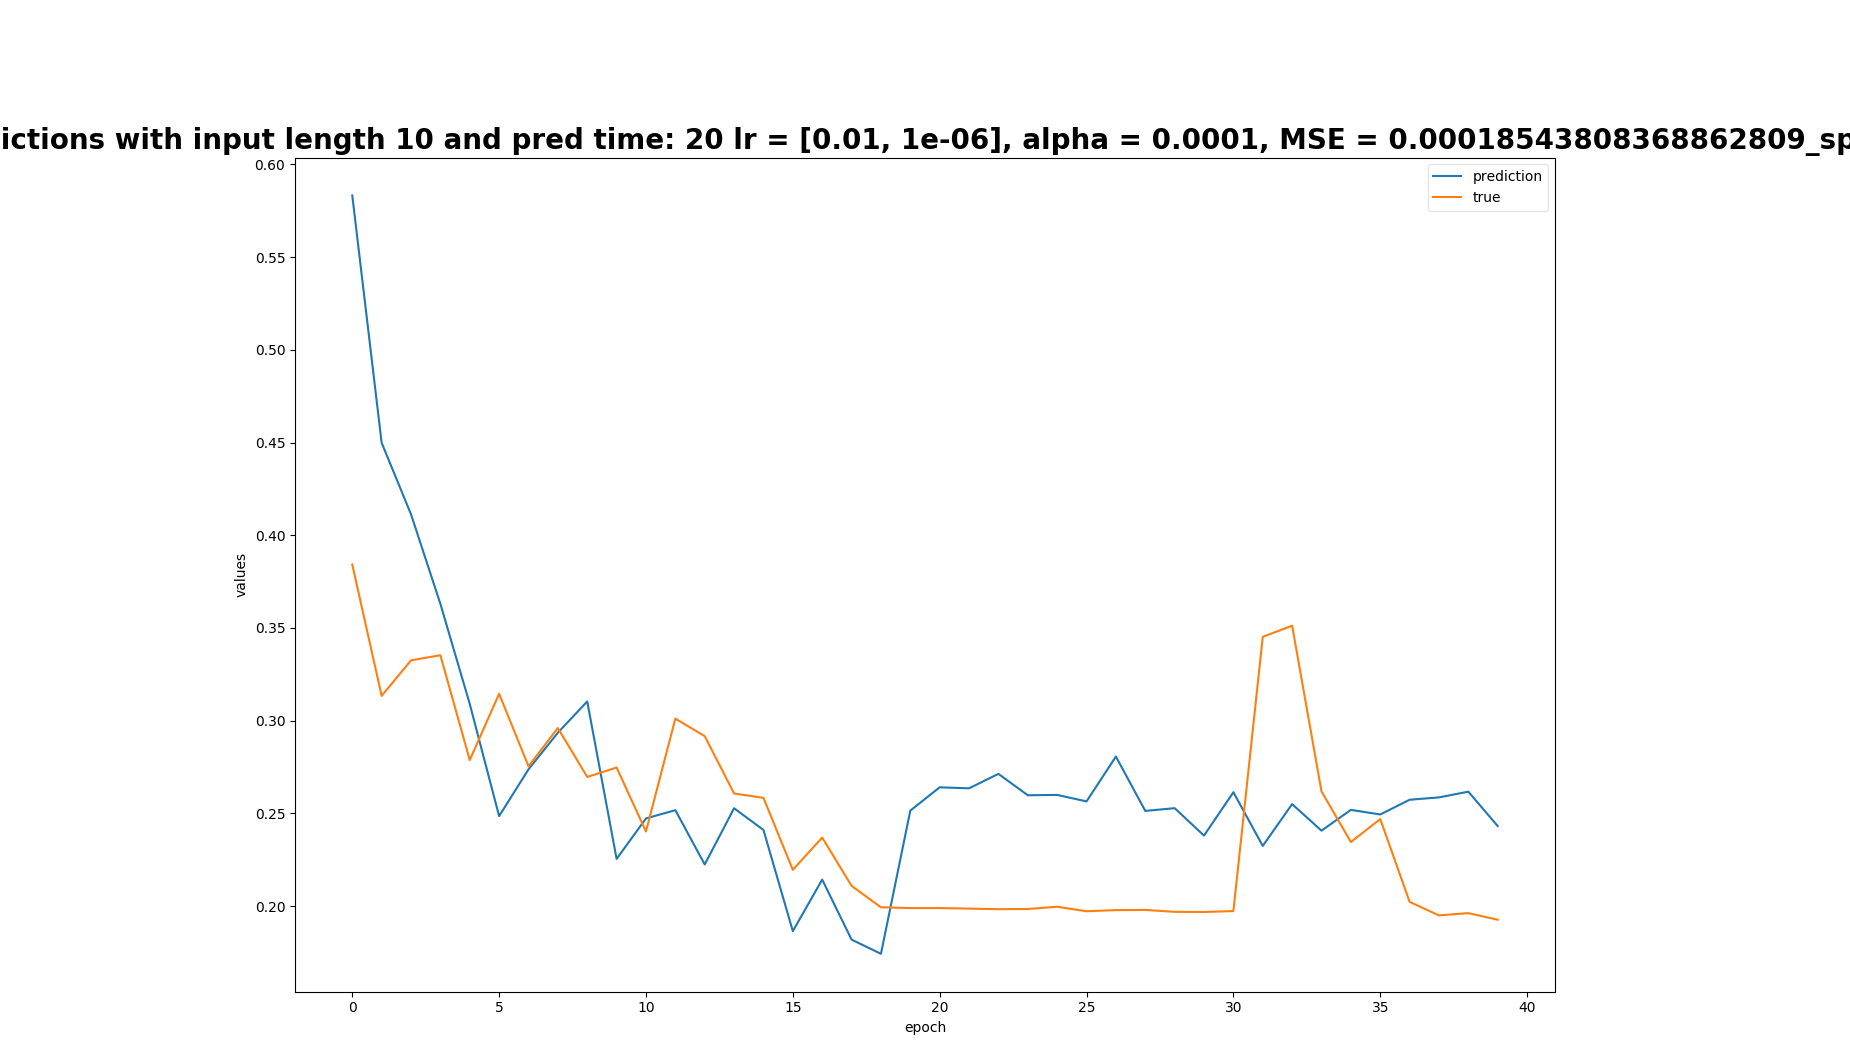 ictions with input length 10 and pred time: 20 lr = [0.01, 1e-06], alpha = 0.0001, MSE = 0.00018543808368862809_sp
0.60
0.55
0.50
0.45
0.40
0.35
0.30
0.25
0.20
values
prediction
true
0 5 10 15 20 25 30 35 40
epoch